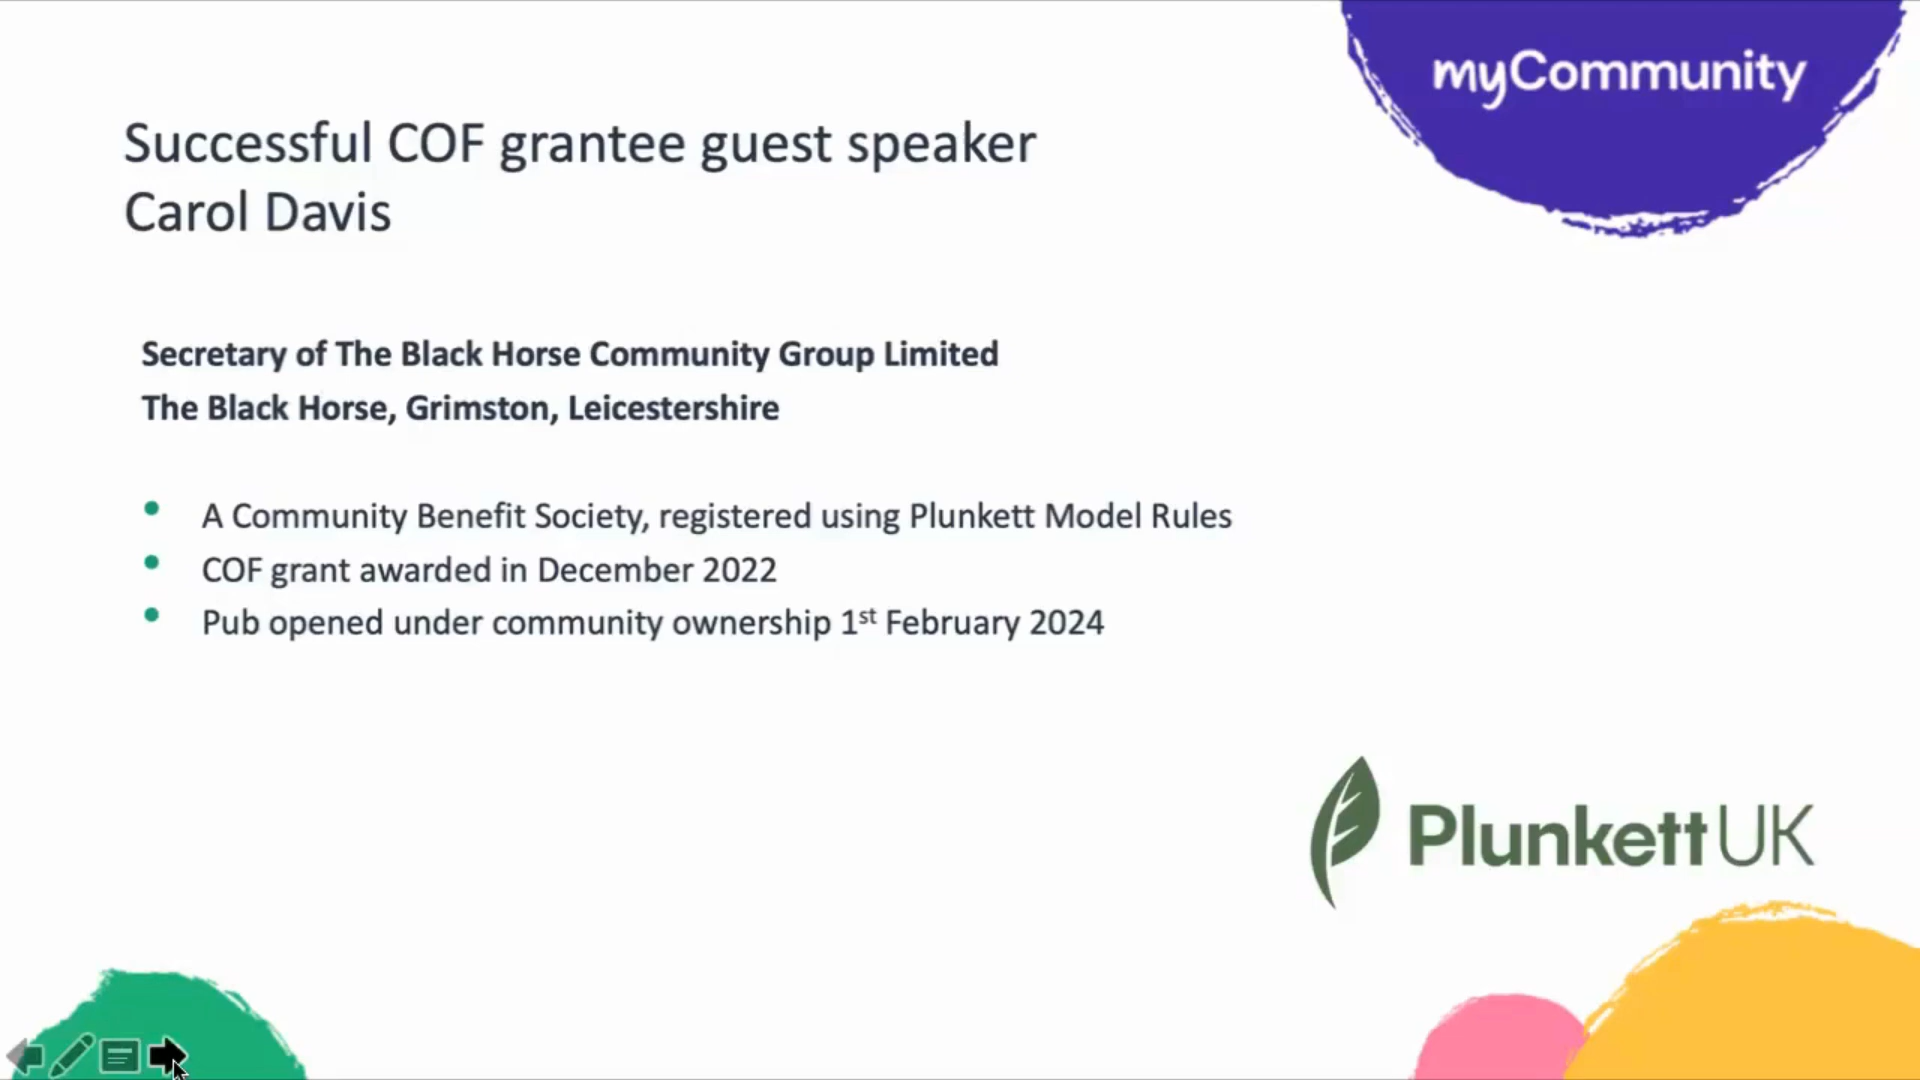 myCommunity
Successful COF grantee guest speaker
Carol Davis
Secretary of The Black Horse Community Group Limited
The Black Horse, Grimston, Leicestershire
• A Community Benefit Society, registered using Plunkett Model Rules
• COF grant awarded in December 2022
• Pub opened under community ownership 1st February 2024
Plunkett UK